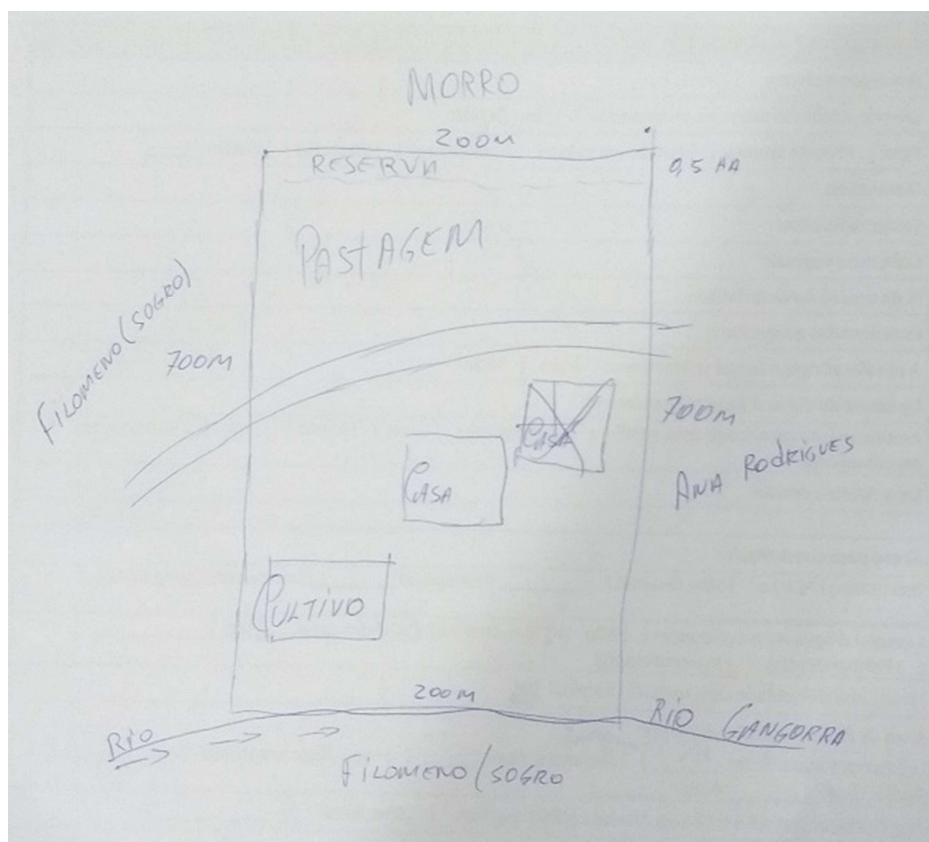 MORRO
200M
RESERVA
0,5 HA
PASTAGEM
FILOMENO (SOGRO)
700M
CASA
700M
CASA
ANA RODRIGUES
CULTIVO
200M
RIO
RIO GANGORRA
FILOMENO (SOGRO